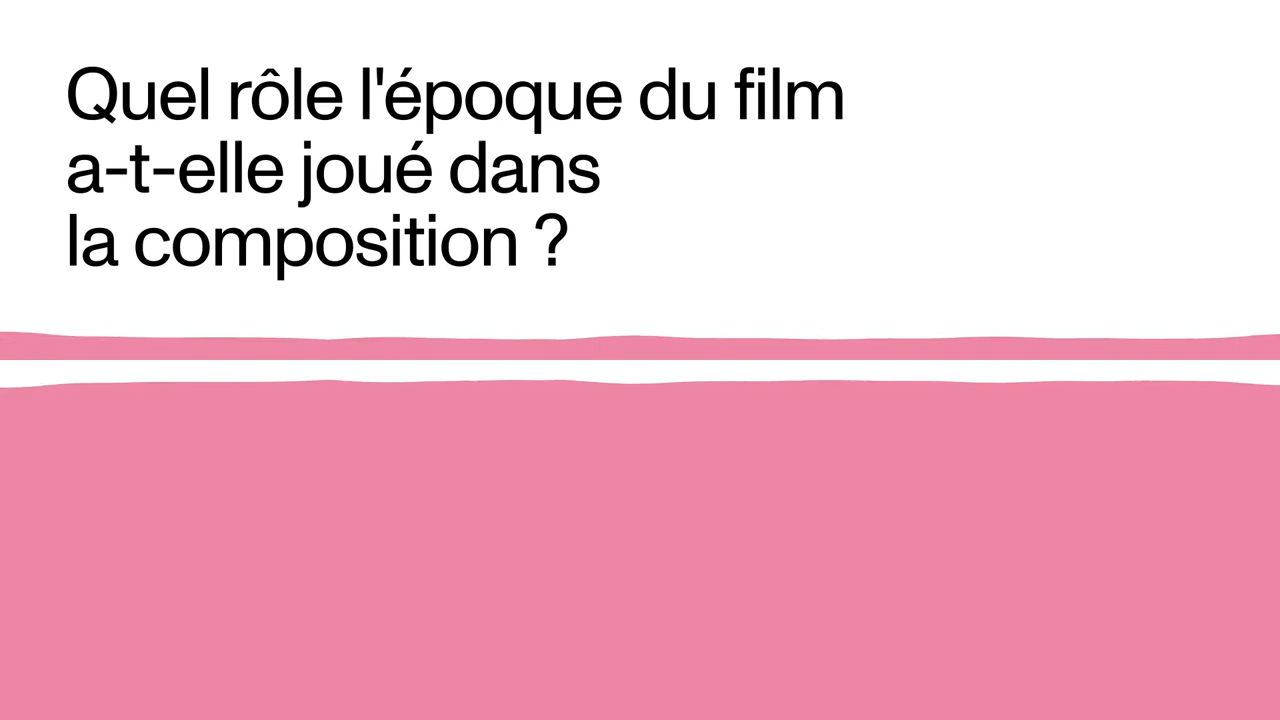 Quel rôle l'époque du film
a-t-elle joué dans
la composition ?